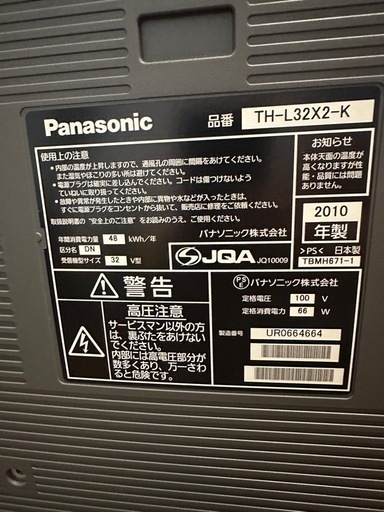 Panasonic 品番 TH-L32X2-K
使用上の注意
・内部の温度が上昇しますので、通風孔の周囲に間隔をあけてください。
また湿気やほこりの多い所は避けてください。
・電源プラグは確実に差し込んでください。コードは傷つけないようていねいに取り扱ってください。
・故障や異常が発生したときや内部に異物や水などが入ったときは
すぐに電源プラグをコンセントから抜いて、販売店に連絡してください。
取扱説明書の“安全上のご注意”をお読みください。 パナソニック株式会社
お知らせ
本体天面の温度が
高くなりますが性
能に支障ありません。
2010
年製
年間消費電力量 48 kWh/年
区分名 DN
受信機型サイズ 32 V型
JQA JQ10009
>PS< 日本製
TBMH671-1
警告
高圧注意
サービスマン以外の方は、
裏ぶたをあけないで
ください。
内部には高電圧部分が
数多くあり、万一さわ
ると危険です。
PSE パナソニック株式会社
定格電圧 100 V
定格消費電力 66 W
製造番号 UR0664664